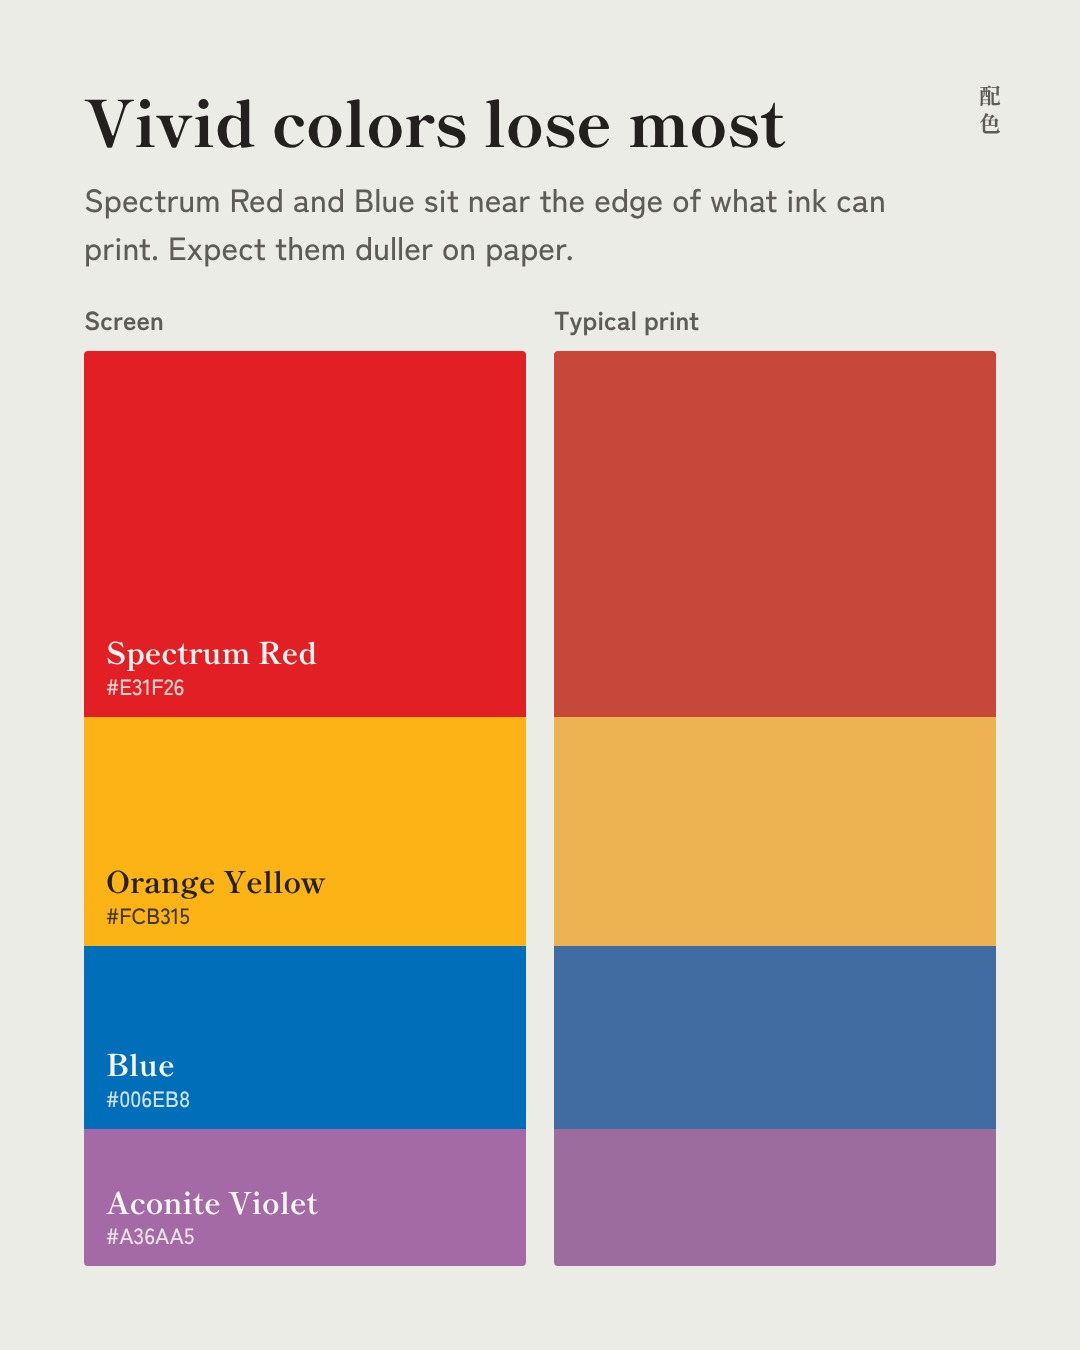 Vivid colors lose most
配色
Spectrum Red and Blue sit near the edge of what ink can
print. Expect them duller on paper.
Screen
Typical print
Spectrum Red
#E31F26
Orange Yellow
#FCB315
Blue
#006EB8
Aconite Violet
#A36AA5